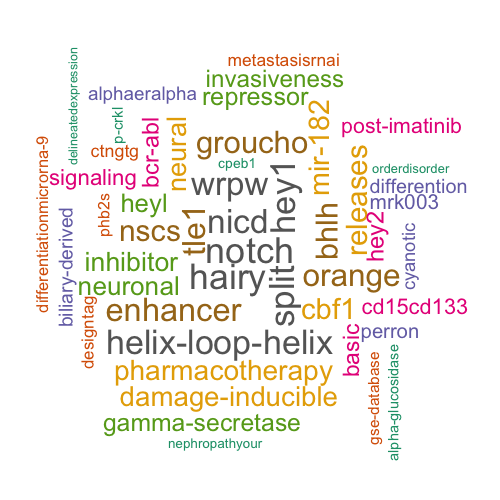 metastasisrnai
invasiveness
alphaeralpha
repressor
delineatedexpression
p-crkl
ctngtg
bcr-abl
neural
groucho
mir-182
post-imatinib
cpeb1
orderdisorder
signaling
wrpw
hey1
releases
differention
mrk003
differentiationmicrorna-9
biliary-derived
phb2s
heyl
nscs
tle1
nicd
bhlh
hey2
cyanotic
notch
inhibitor
neuronal
hairy
split
orange
designtag
enhancer
cbf1
cd15cd133
perron
helix-loop-helix
basic
gse-database
alpha-glucosidase
pharmacotherapy
damage-inducible
gamma-secretase
nephropathyour